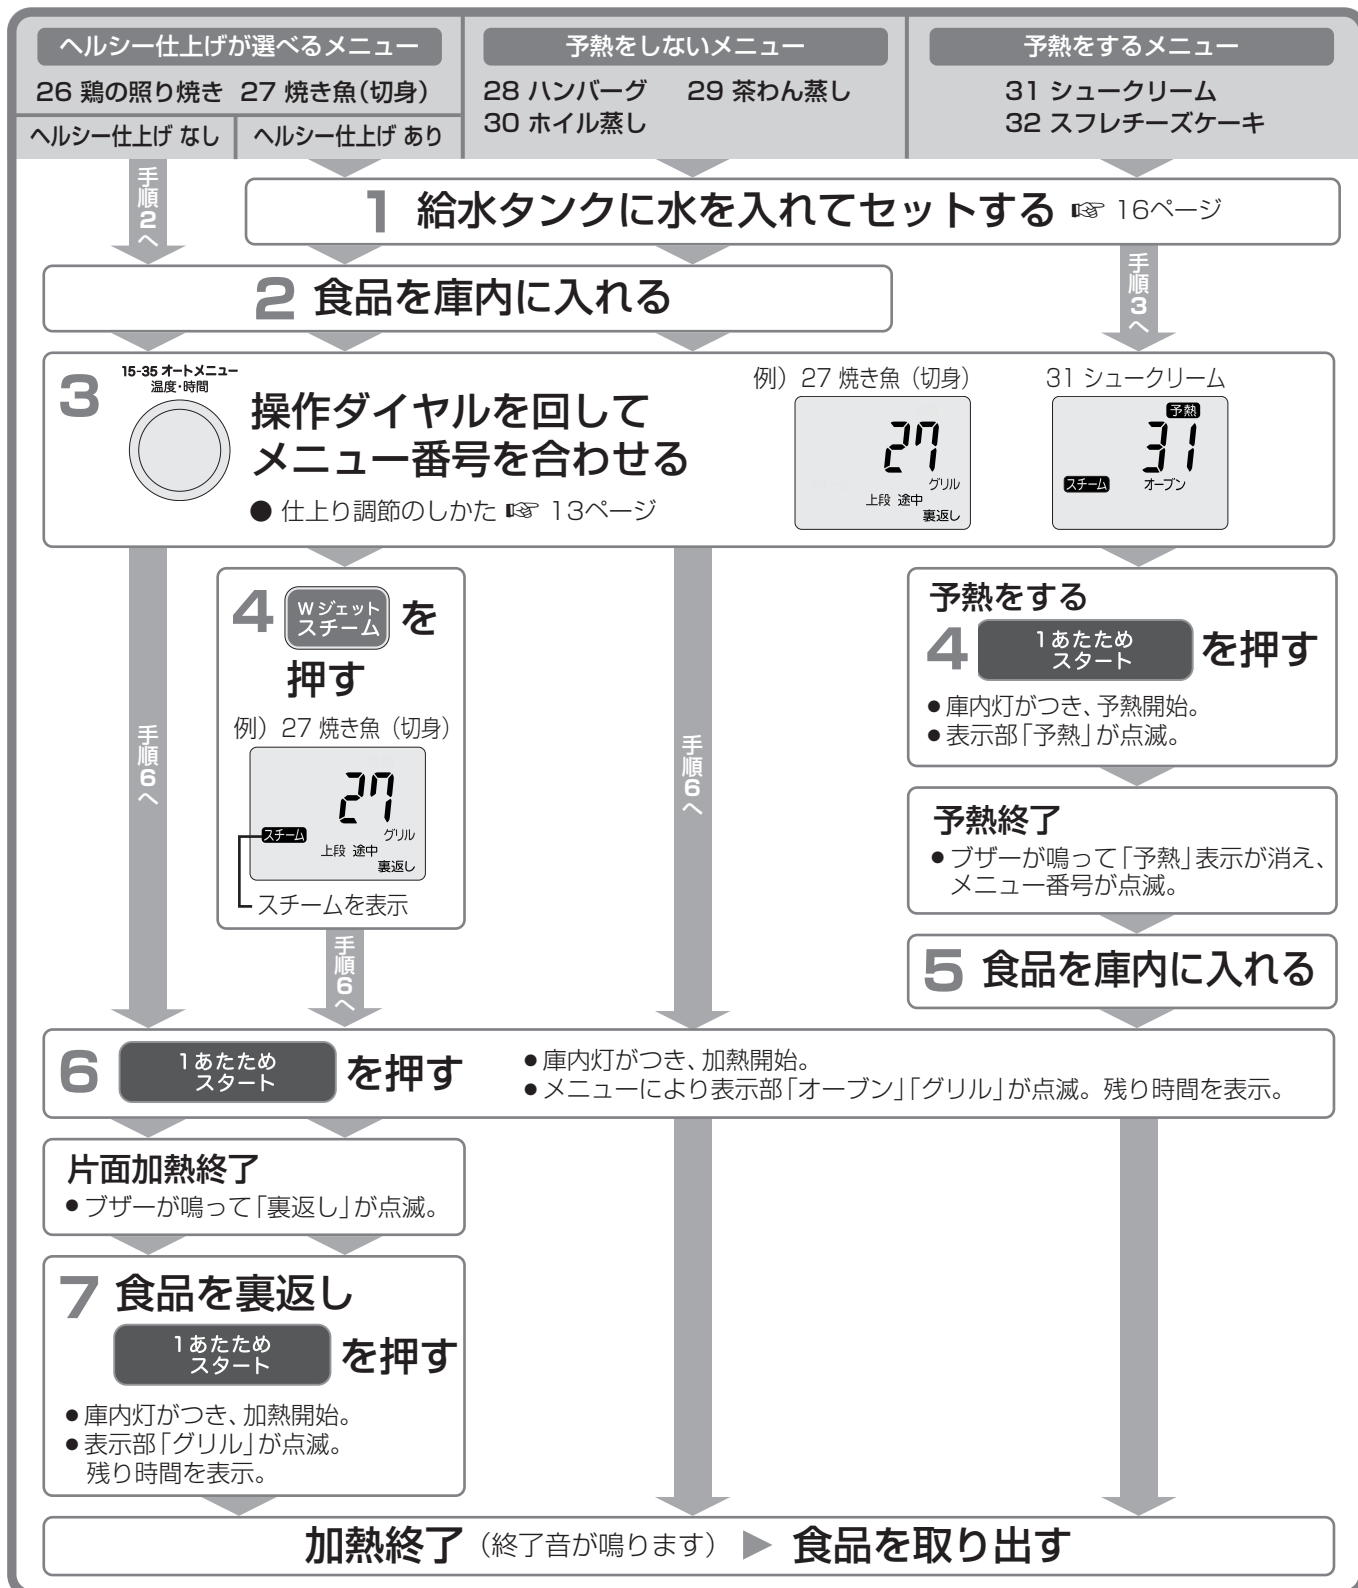 ヘルシー仕上げが選べるメニュー
26 鶏の照り焼き 27 焼き魚(切身)
ヘルシー仕上げ なし
ヘルシー仕上げ あり
予熱をしないメニュー
28 ハンバーグ 29 茶わん蒸し
30 ホイル蒸し
予熱をするメニュー
31 シュークリーム
32 スフレチーズケーキ
手順2へ
1 給水タンクに水を入れてセットする ☞ 16ページ
手順3へ
2 食品を庫内に入れる
3
15-35 オートメニュー
温度・時間
操作ダイヤルを回して
メニュー番号を合わせる
● 仕上り調節のしかた ☞ 13ページ
例)27 焼き魚(切身)
27
グリル
上段 途中
裏返し
31 シュークリーム
予熱
31
スチーム オーブン
手順6へ
4 Wジェット スチーム を
押す
例)27 焼き魚(切身)
27
スチーム グリル
上段 途中
裏返し
スチームを表示
手順6へ
手順6へ
予熱をする
4 1あたため スタート を押す
●庫内灯がつき、予熱開始。
●表示部「予熱」が点滅。
予熱終了
●ブザーが鳴って「予熱」表示が消え、
メニュー番号が点滅。
5 食品を庫内に入れる
6 1あたため スタート を押す
●庫内灯がつき、加熱開始。
●メニューにより表示部「オーブン」「グリル」が点滅。残り時間を表示。
片面加熱終了
●ブザーが鳴って「裏返し」が点滅。
7 食品を裏返し
1あたため スタート を押す
●庫内灯がつき、加熱開始。
●表示部「グリル」が点滅。
残り時間を表示。
加熱終了(終了音が鳴ります) ▶ 食品を取り出す